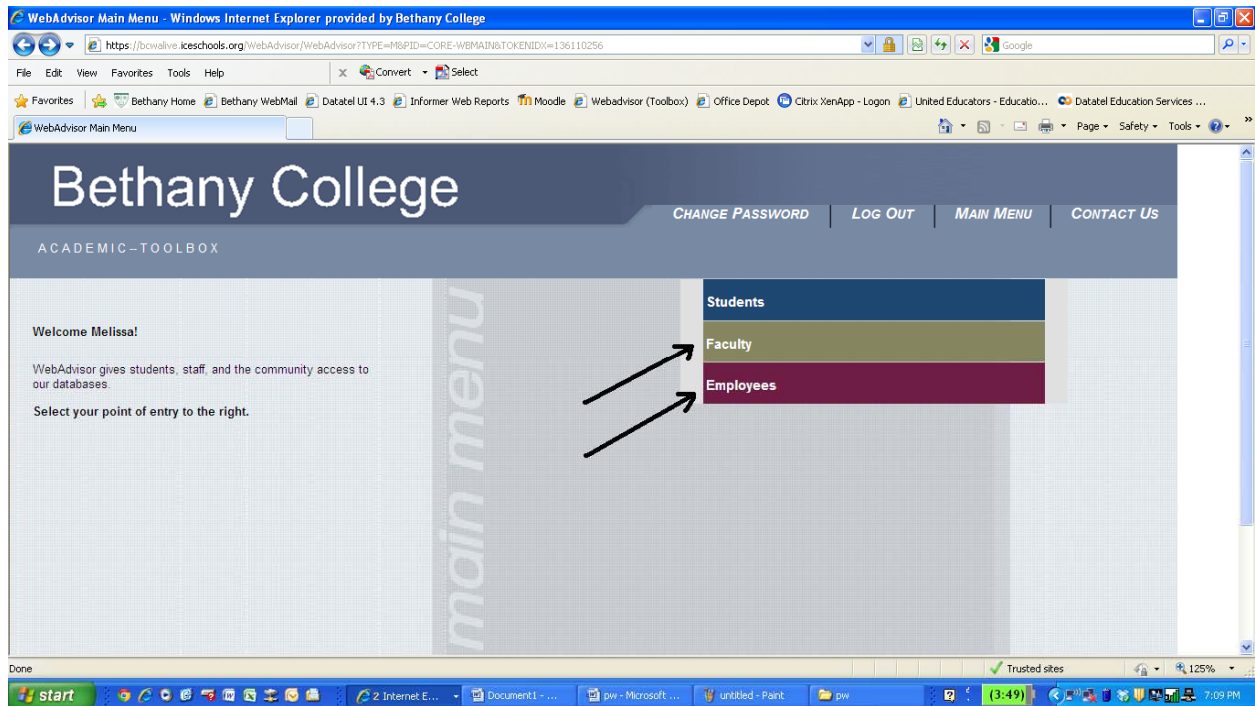 WebAdvisor Main Menu - Windows Internet Explorer provided by Bethany College
https://bcwalive.iceschools.org/WebAdvisor/WebAdvisor?TYPE=M&PID=CORE-WBMAIN&TOKENIDX=136110256
Google
File Edit View Favorites Tools Help
x Convert Select
Favorites Bethany Home Bethany WebMail Datatel UI 4.3 Informer Web Reports Moodle Webadvisor (Toolbox) Office Depot Citrix XenApp - Logon United Educators - Educatio... Datatel Education Services ...
WebAdvisor Main Menu
Page Safety Tools
Bethany College
CHANGE PASSWORD LOG OUT MAIN MENU CONTACT US
ACADEMIC–TOOLBOX
main menu
Students
Faculty
Employees
Welcome Melissa!
WebAdvisor gives students, staff, and the community access to
our databases.
Select your point of entry to the right.
Done
Trusted sites
125%
start
2 Internet E...
Document1 - ...
pw - Microsoft ...
untitled - Paint
pw
(3:49)
7:09 PM